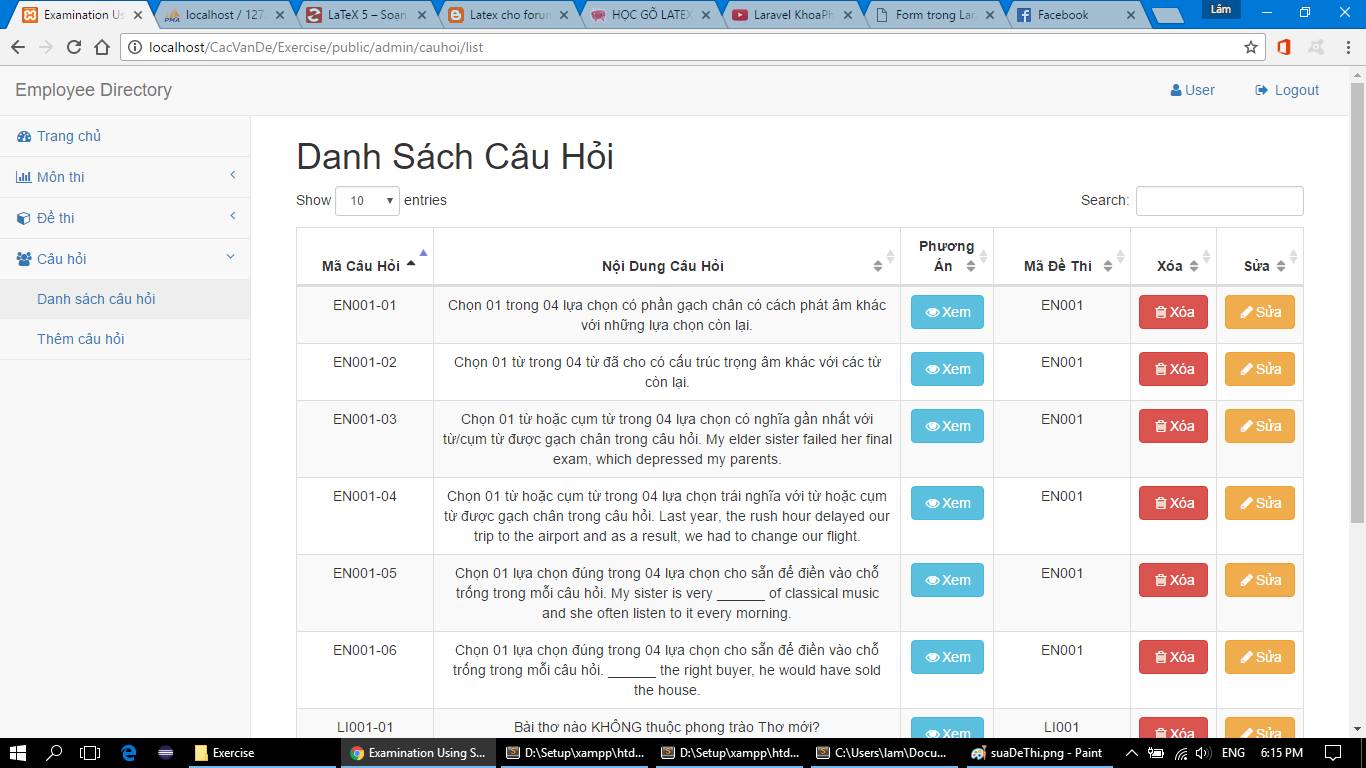 Examination Us
localhost / 127.
LaTeX 5 – Soan
Latex cho forun
HỌC GÕ LATEX
Laravel KhoaPh
Form trong Lar
Facebook
Lâm
localhost/CacVanDe/Exercise/public/admin/cauhoi/list
Employee Directory
User
Logout
Trang chủ
Môn thi
Đề thi
Câu hỏi
Danh sách câu hỏi
Thêm câu hỏi
Danh Sách Câu Hỏi
Show 10 entries
Search:
Mã Câu Hỏi
Nội Dung Câu Hỏi
Phương
Án
Mã Đề Thi
Xóa
Sửa
EN001-01
Chọn 01 trong 04 lựa chọn có phần gạch chân có cách phát âm khác
với những lựa chọn còn lại.
Xem
EN001
Xóa
Sửa
EN001-02
Chọn 01 từ trong 04 từ đã cho có cấu trúc trọng âm khác với các từ
còn lại.
Xem
EN001
Xóa
Sửa
EN001-03
Chọn 01 từ hoặc cụm từ trong 04 lựa chọn có nghĩa gần nhất với
từ/cụm từ được gạch chân trong câu hỏi. My elder sister failed her final
exam, which depressed my parents.
Xem
EN001
Xóa
Sửa
EN001-04
Chọn 01 từ hoặc cụm từ trong 04 lựa chọn trái nghĩa với từ hoặc cụm
từ được gạch chân trong câu hỏi. Last year, the rush hour delayed our
trip to the airport and as a result, we had to change our flight.
Xem
EN001
Xóa
Sửa
EN001-05
Chọn 01 lựa chọn đúng trong 04 lựa chọn cho sẵn để điền vào chỗ
trống trong mỗi câu hỏi. My sister is very ______ of classical music
and she often listen to it every morning.
Xem
EN001
Xóa
Sửa
EN001-06
Chọn 01 lựa chọn đúng trong 04 lựa chọn cho sẵn để điền vào chỗ
trống trong mỗi câu hỏi. ______ the right buyer, he would have sold
the house.
Xem
EN001
Xóa
Sửa
LI001-01
Bài thơ nào KHÔNG thuộc phong trào Thơ mới?
Xem
LI001
Xóa
Sửa
Exercise
Examination Using S...
D:\Setup\xampp\htd...
D:\Setup\xampp\htd...
C:\Users\lam\Docu...
suaDeThi.png - Paint
ENG
6:15 PM